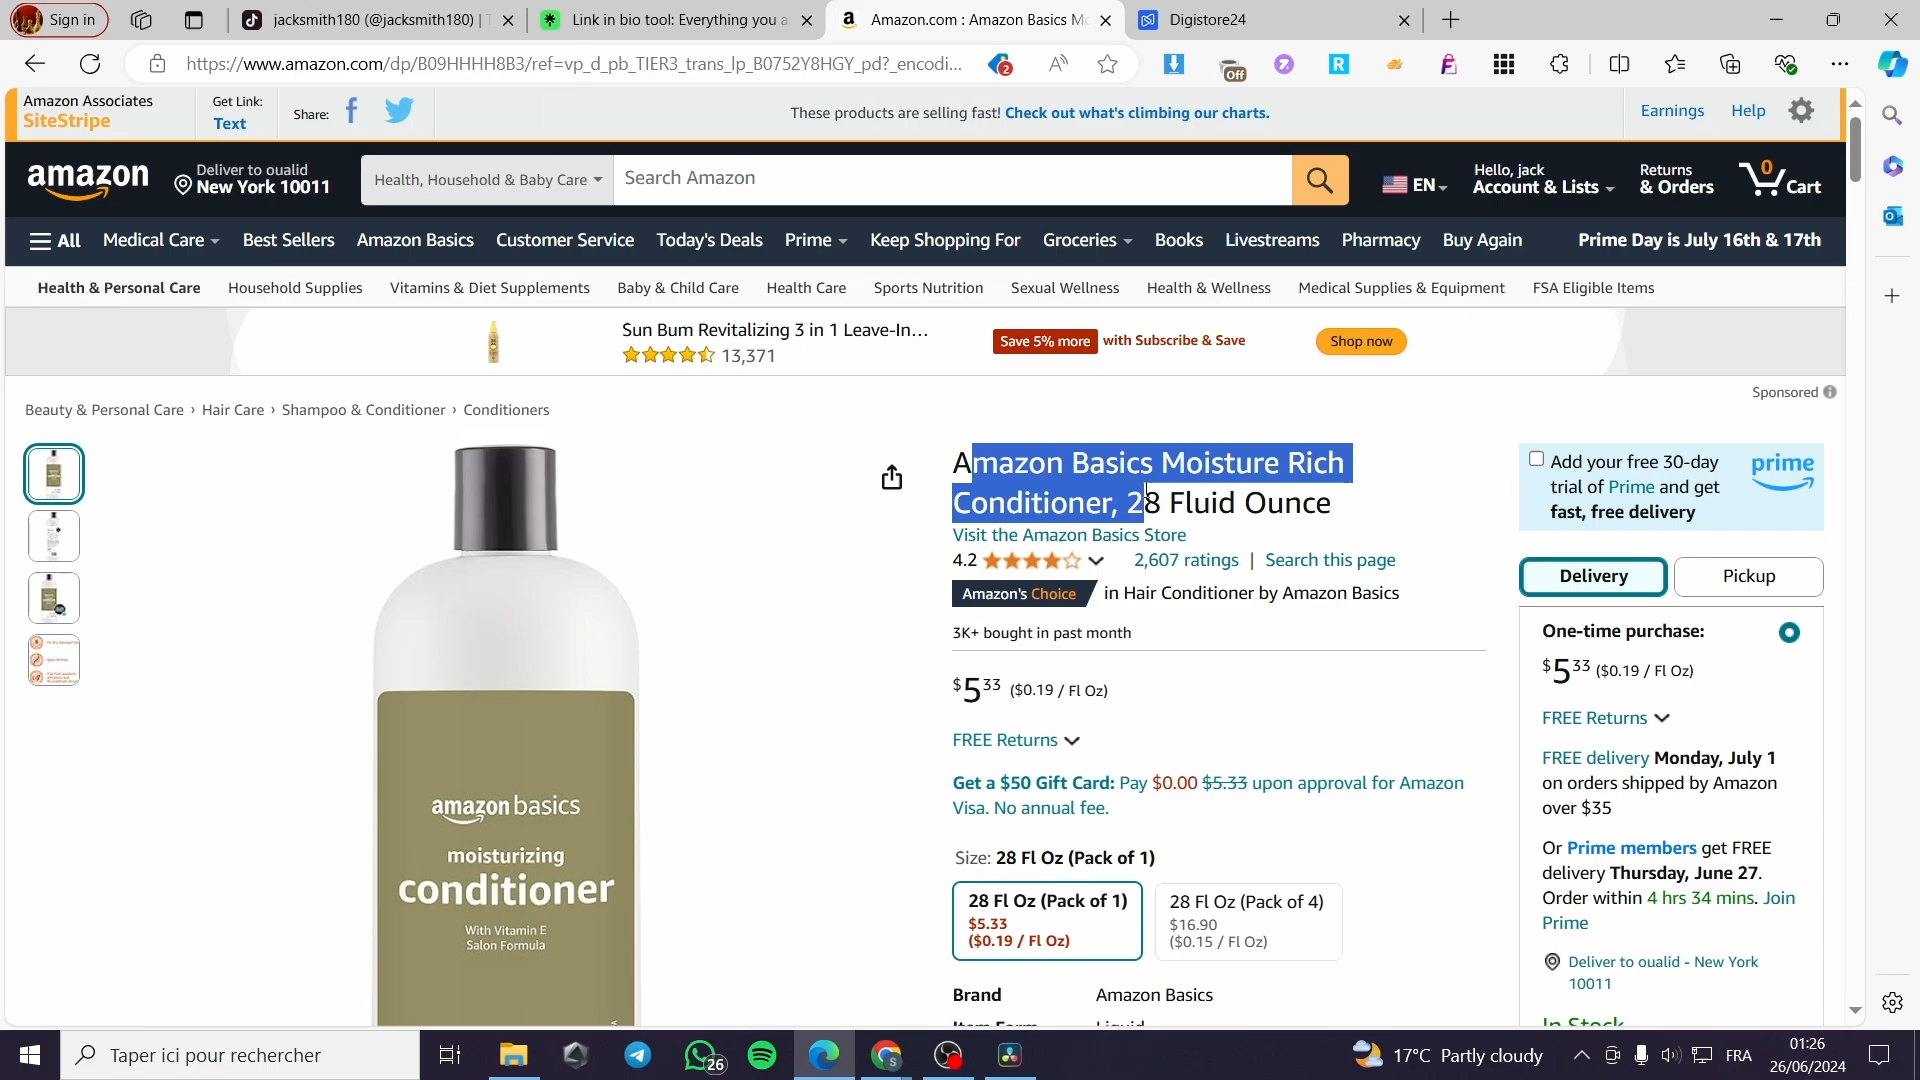 Sign in
jacksmith180 (@jacksmith180) | T
Link in bio tool: Everything you a
Amazon.com : Amazon Basics Mo
Digistore24
https://www.amazon.com/dp/B09HHHH8B3/ref=vp_d_pb_TIER3_trans_lp_B0752Y8HGY_pd?_encodi...
2
Off
Amazon Associates
SiteStripe
Get Link:
Text
Share:
These products are selling fast! Check out what's climbing our charts.
Earnings
Help
amazon
Deliver to oualid
New York 10011
Health, Household & Baby Care
Search Amazon
EN
Hello, jack
Account & Lists
Returns
& Orders
0
Cart
All
Medical Care
Best Sellers
Amazon Basics
Customer Service
Today's Deals
Prime
Keep Shopping For
Groceries
Books
Livestreams
Pharmacy
Buy Again
Prime Day is July 16th & 17th
Health & Personal Care
Household Supplies
Vitamins & Diet Supplements
Baby & Child Care
Health Care
Sports Nutrition
Sexual Wellness
Health & Wellness
Medical Supplies & Equipment
FSA Eligible Items
Sun Bum Revitalizing 3 in 1 Leave-In...
13,371
Save 5% more with Subscribe & Save
Shop now
Sponsored
Beauty & Personal Care › Hair Care › Shampoo & Conditioner › Conditioners
amazon basics
moisturizing
conditioner
With Vitamin E
Salon Formula
Amazon Basics Moisture Rich
Conditioner, 28 Fluid Ounce
Visit the Amazon Basics Store
4.2
2,607 ratings | Search this page
Amazon's Choice in Hair Conditioner by Amazon Basics
3K+ bought in past month
$5 33 ($0.19 / Fl Oz)
FREE Returns
Get a $50 Gift Card: Pay $0.00 $5.33 upon approval for Amazon
Visa. No annual fee.
Size: 28 Fl Oz (Pack of 1)
28 Fl Oz (Pack of 1)
$5.33
($0.19 / Fl Oz)
28 Fl Oz (Pack of 4)
$16.90
($0.15 / Fl Oz)
Brand
Amazon Basics
Item Form
Liquid
Add your free 30-day
trial of Prime and get
fast, free delivery
prime
Delivery
Pickup
One-time purchase:
$5 33 ($0.19 / Fl Oz)
FREE Returns
FREE delivery Monday, July 1
on orders shipped by Amazon
over $35
Or Prime members get FREE
delivery Thursday, June 27.
Order within 4 hrs 34 mins. Join
Prime
Deliver to oualid - New York
10011
In Stock
Taper ici pour rechercher
26
17°C Partly cloudy
FRA
01:26
26/06/2024